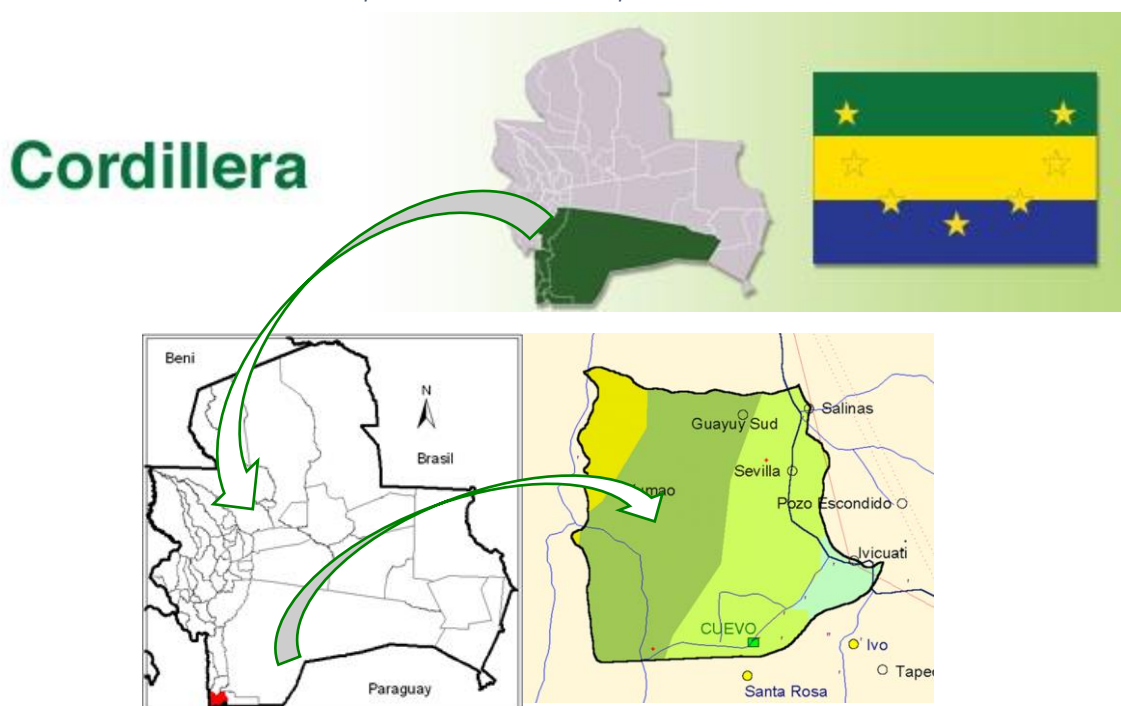 Cordillera
Beni
N
Brasil
Paraguay
Salinas
Guayuy Sud
Sevilla
Pozo Escondido
Ivicuati
CUEVO
Ivo
Santa Rosa